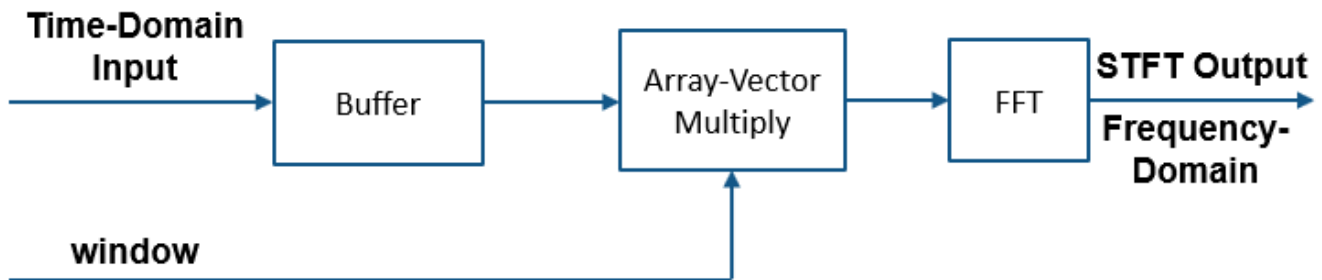 Time-Domain
Input
Buffer
Array-Vector
Multiply
FFT
STFT Output
Frequency-
Domain
window